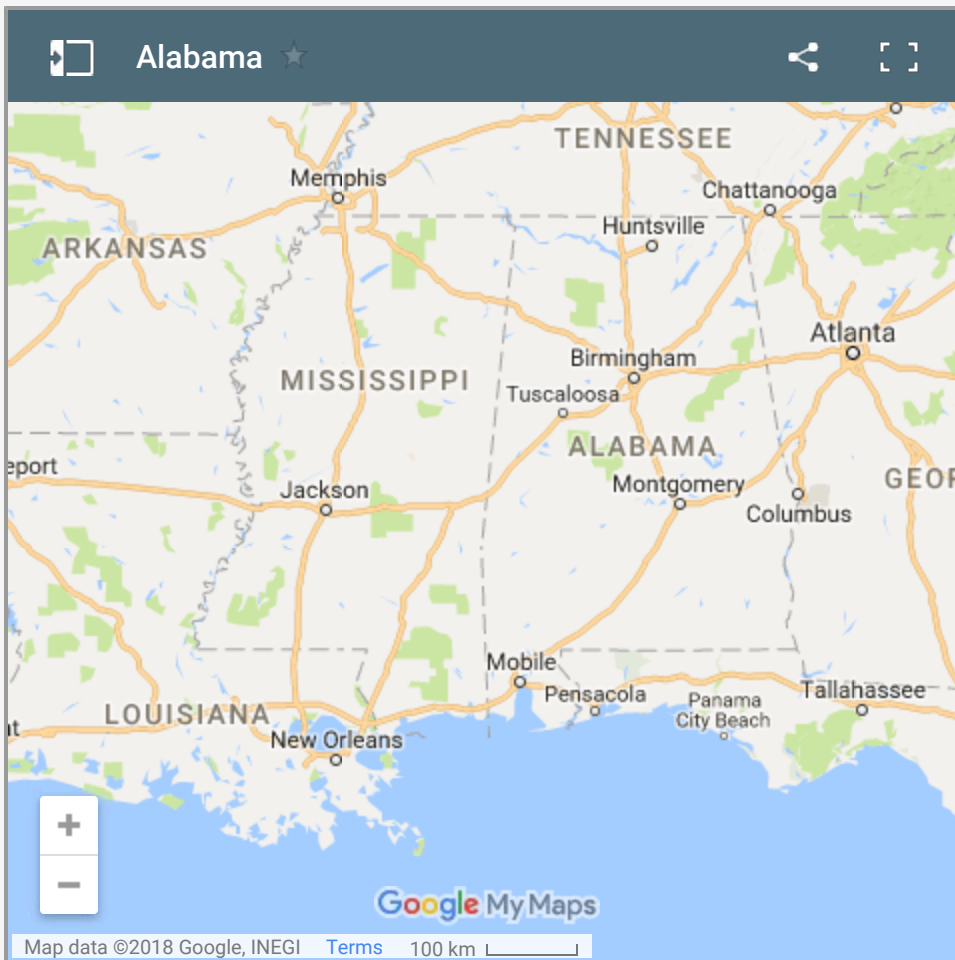 Alabama
TENNESSEE
Memphis
Chattanooga
Huntsville
ARKANSAS
Atlanta
Birmingham
MISSISSIPPI
Tuscaloosa
ALABAMA
eport
GEOR
Montgomery
Jackson
Columbus
Mobile
Pensacola
Tallahassee
Panama
City Beach
LOUISIANA
nt
New Orleans
+
−
Google My Maps
Map data ©2018 Google, INEGI Terms 100 km